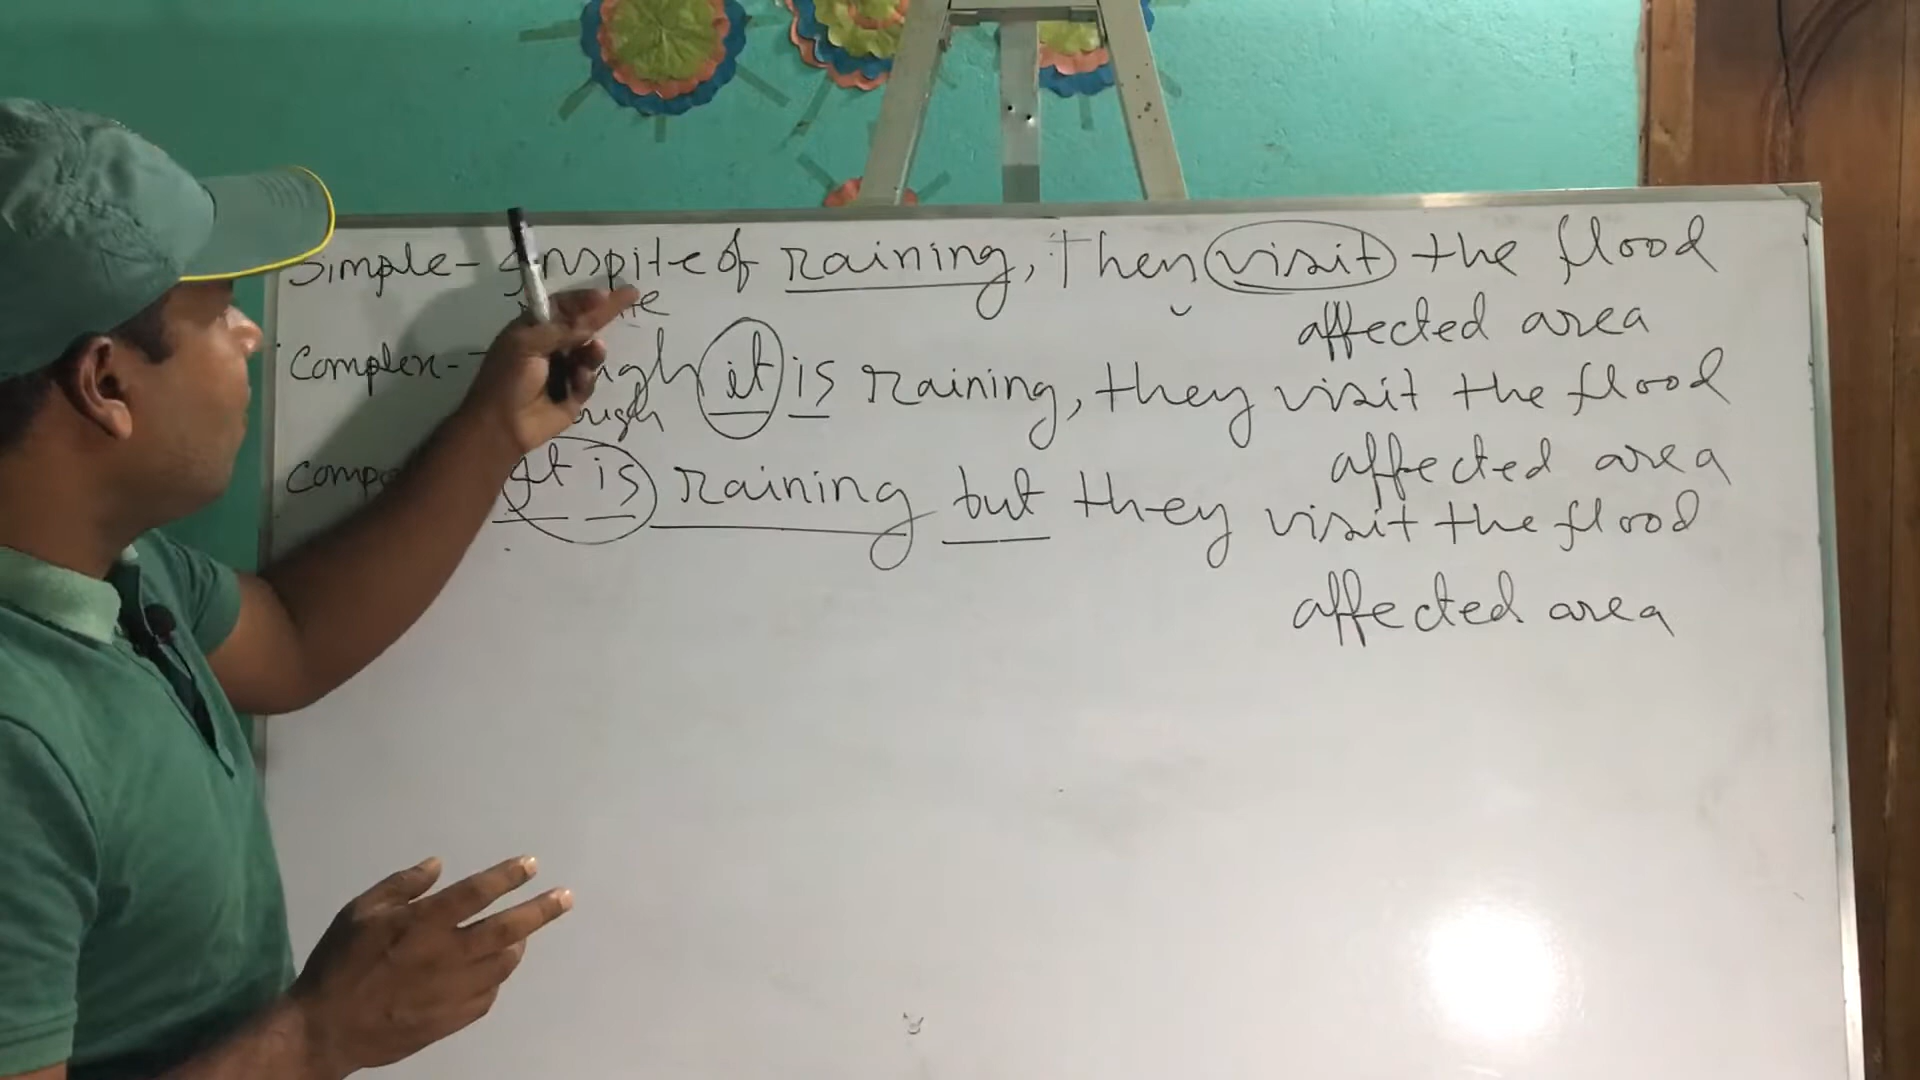 Simple- Inspite of raining, They visit the flood
affected area
it is raining, they visit the flood
affected area
It is raining but they visit the flood
affected area